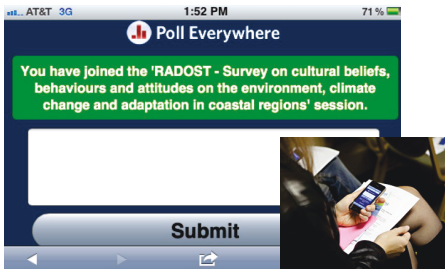 AT&T 3G 1:52 PM 71%
Poll Everywhere
You have joined the 'RADOST - Survey on cultural beliefs,
behaviours and attitudes on the environment, climate
change and adaptation in coastal regions' session.
Submit